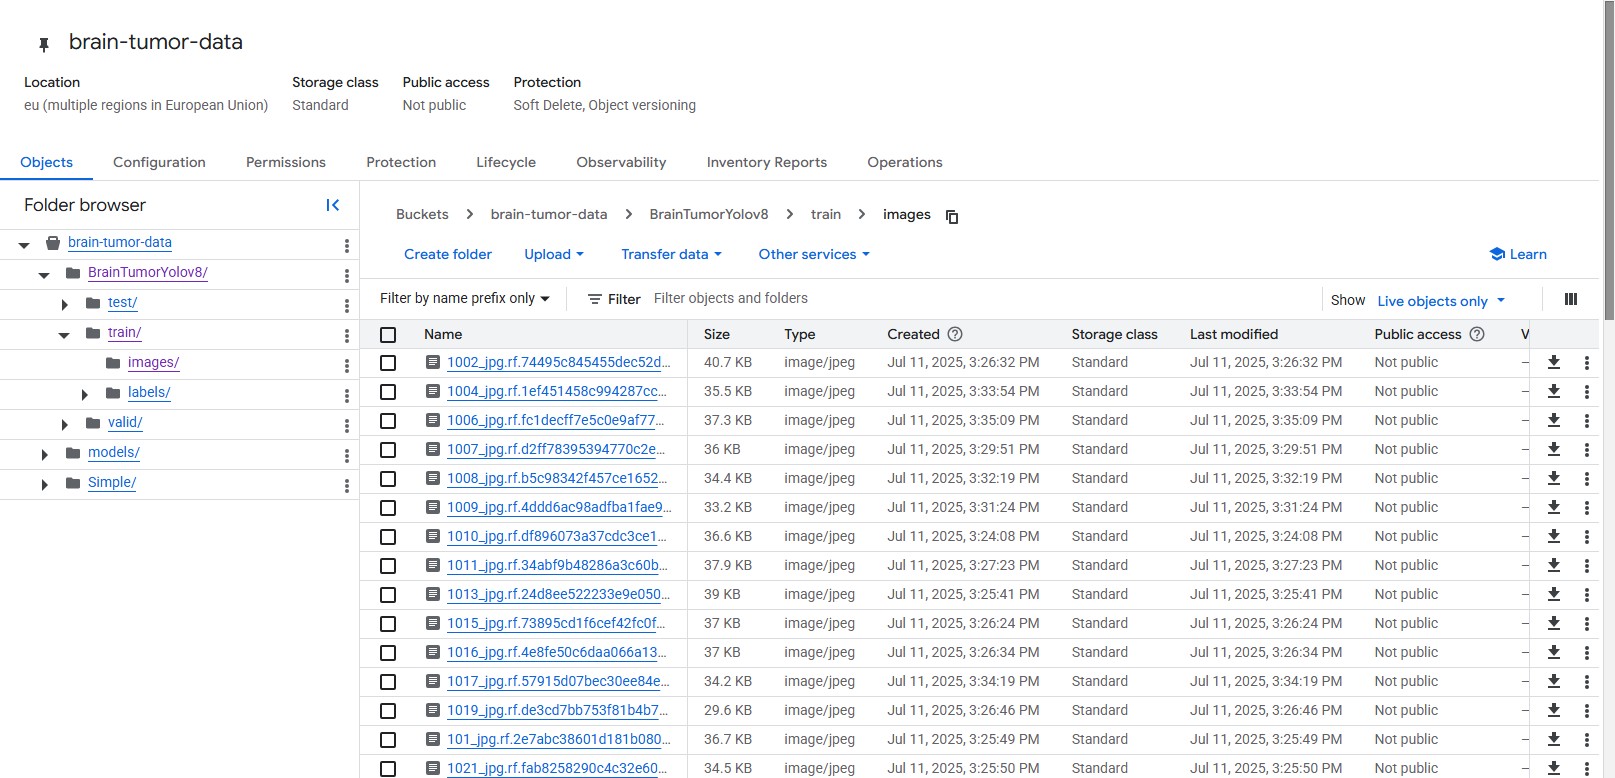 brain-tumor-data
Location Storage class Public access Protection
eu (multiple regions in European Union) Standard Not public Soft Delete, Object versioning
Objects Configuration Permissions Protection Lifecycle Observability Inventory Reports Operations
Folder browser
brain-tumor-data
BrainTumorYolov8/
test/
train/
images/
labels/
valid/
models/
Simple/
Buckets > brain-tumor-data > BrainTumorYolov8 > train > images
Create folder Upload Transfer data Other services Learn
Filter by name prefix only Filter Filter objects and folders Show Live objects only
Name Size Type Created Storage class Last modified Public access V
1002_jpg.rf.74495c845455dec52d... 40.7 KB image/jpeg Jul 11, 2025, 3:26:32 PM Standard Jul 11, 2025, 3:26:32 PM Not public –
1004_jpg.rf.1ef451458c994287cc... 35.5 KB image/jpeg Jul 11, 2025, 3:33:54 PM Standard Jul 11, 2025, 3:33:54 PM Not public –
1006_jpg.rf.fc1decff7e5c0e9af77... 37.3 KB image/jpeg Jul 11, 2025, 3:35:09 PM Standard Jul 11, 2025, 3:35:09 PM Not public –
1007_jpg.rf.d2ff78395394770c2e... 36 KB image/jpeg Jul 11, 2025, 3:29:51 PM Standard Jul 11, 2025, 3:29:51 PM Not public –
1008_jpg.rf.b5c98342f457ce1652... 34.4 KB image/jpeg Jul 11, 2025, 3:32:19 PM Standard Jul 11, 2025, 3:32:19 PM Not public –
1009_jpg.rf.4ddd6ac98adfba1fae9... 33.2 KB image/jpeg Jul 11, 2025, 3:31:24 PM Standard Jul 11, 2025, 3:31:24 PM Not public –
1010_jpg.rf.df896073a37cdc3ce1... 36.6 KB image/jpeg Jul 11, 2025, 3:24:08 PM Standard Jul 11, 2025, 3:24:08 PM Not public –
1011_jpg.rf.34abf9b48286a3c60b... 37.9 KB image/jpeg Jul 11, 2025, 3:27:23 PM Standard Jul 11, 2025, 3:27:23 PM Not public –
1013_jpg.rf.24d8ee522233e9e050... 39 KB image/jpeg Jul 11, 2025, 3:25:41 PM Standard Jul 11, 2025, 3:25:41 PM Not public –
1015_jpg.rf.73895cd1f6cef42fc0f... 37 KB image/jpeg Jul 11, 2025, 3:26:24 PM Standard Jul 11, 2025, 3:26:24 PM Not public –
1016_jpg.rf.4e8fe50c6daa066a13... 37 KB image/jpeg Jul 11, 2025, 3:26:34 PM Standard Jul 11, 2025, 3:26:34 PM Not public –
1017_jpg.rf.57915d07bec30ee84e... 34.2 KB image/jpeg Jul 11, 2025, 3:34:19 PM Standard Jul 11, 2025, 3:34:19 PM Not public –
1019_jpg.rf.de3cd7bb753f81b4b7... 29.6 KB image/jpeg Jul 11, 2025, 3:26:46 PM Standard Jul 11, 2025, 3:26:46 PM Not public –
101_jpg.rf.2e7abc38601d181b080... 36.7 KB image/jpeg Jul 11, 2025, 3:25:49 PM Standard Jul 11, 2025, 3:25:49 PM Not public –
1021_jpg.rf.fab8258290c4c32e60... 34.5 KB image/jpeg Jul 11, 2025, 3:25:50 PM Standard Jul 11, 2025, 3:25:50 PM Not public –